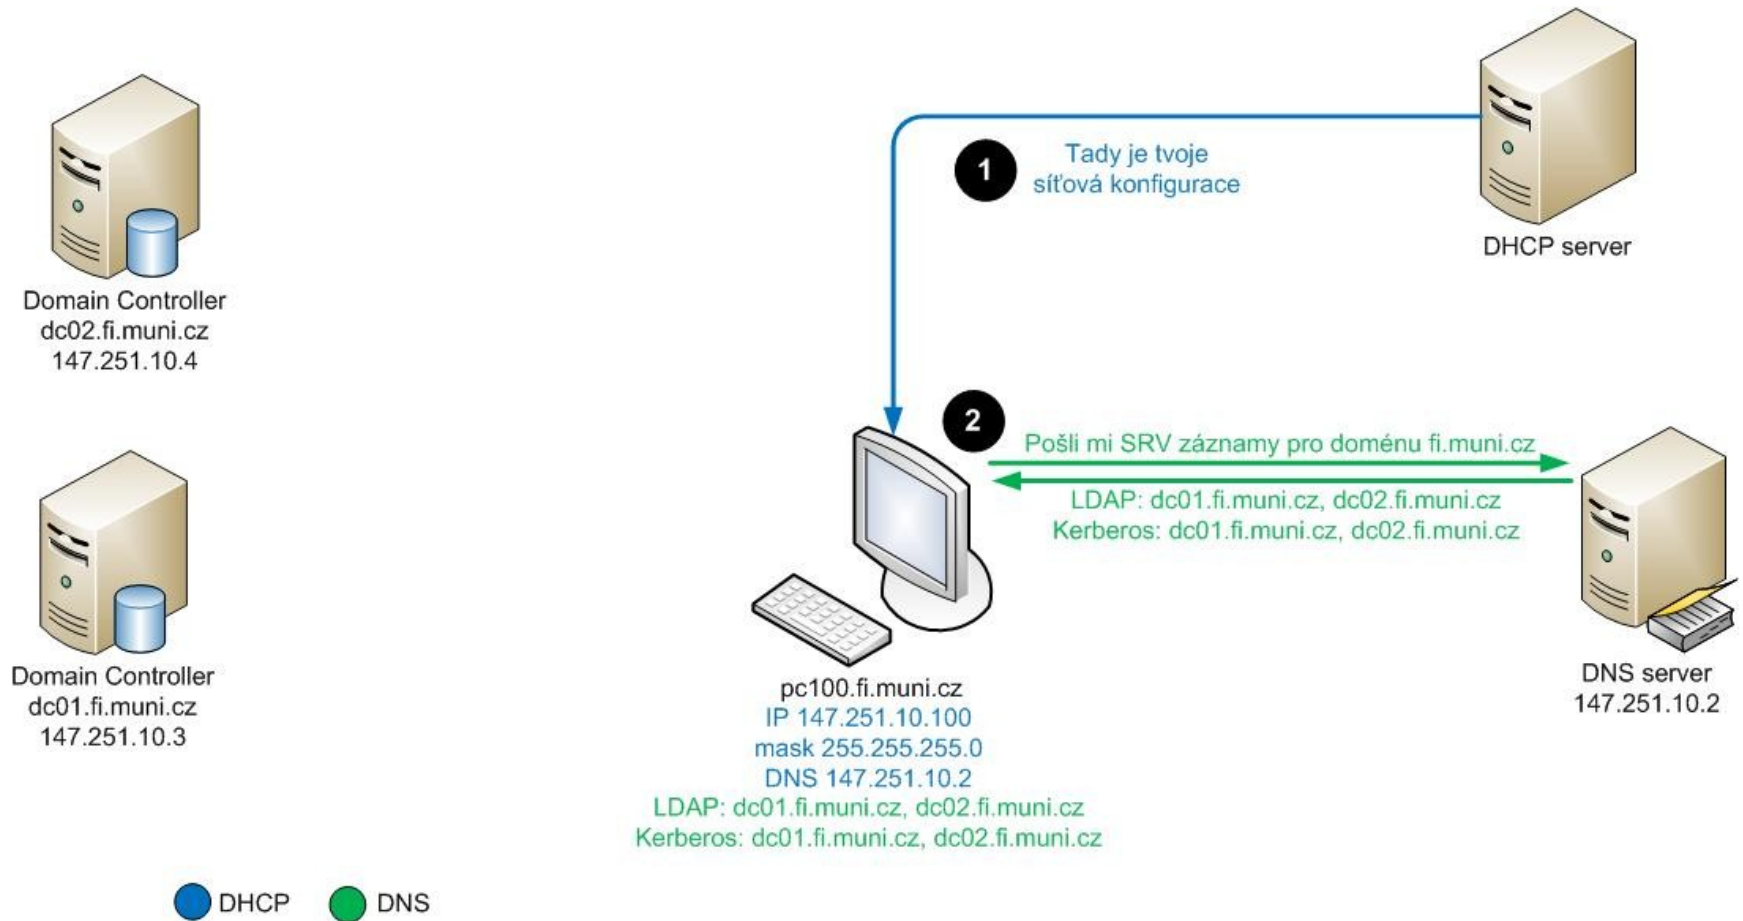 1
Tady je tvoje
síťová konfigurace
DHCP server
Domain Controller
dc02.fi.muni.cz
147.251.10.4
2
Pošli mi SRV záznamy pro doménu fi.muni.cz
LDAP: dc01.fi.muni.cz, dc02.fi.muni.cz
Kerberos: dc01.fi.muni.cz, dc02.fi.muni.cz
Domain Controller
dc01.fi.muni.cz
147.251.10.3
pc100.fi.muni.cz
IP 147.251.10.100
mask 255.255.255.0
DNS 147.251.10.2
LDAP: dc01.fi.muni.cz, dc02.fi.muni.cz
Kerberos: dc01.fi.muni.cz, dc02.fi.muni.cz
DNS server
147.251.10.2
DHCP
DNS